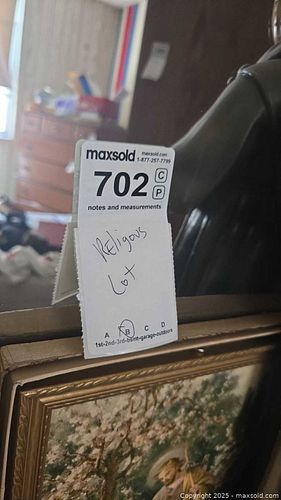 maxsold maxsold.com
1-877-257-7795
702 C
P
notes and measurements
Religous
Lot
A B C D
1st-2nd-3rd-bsmt-garage-outdoors
Copyright 2025 - maxsold.com